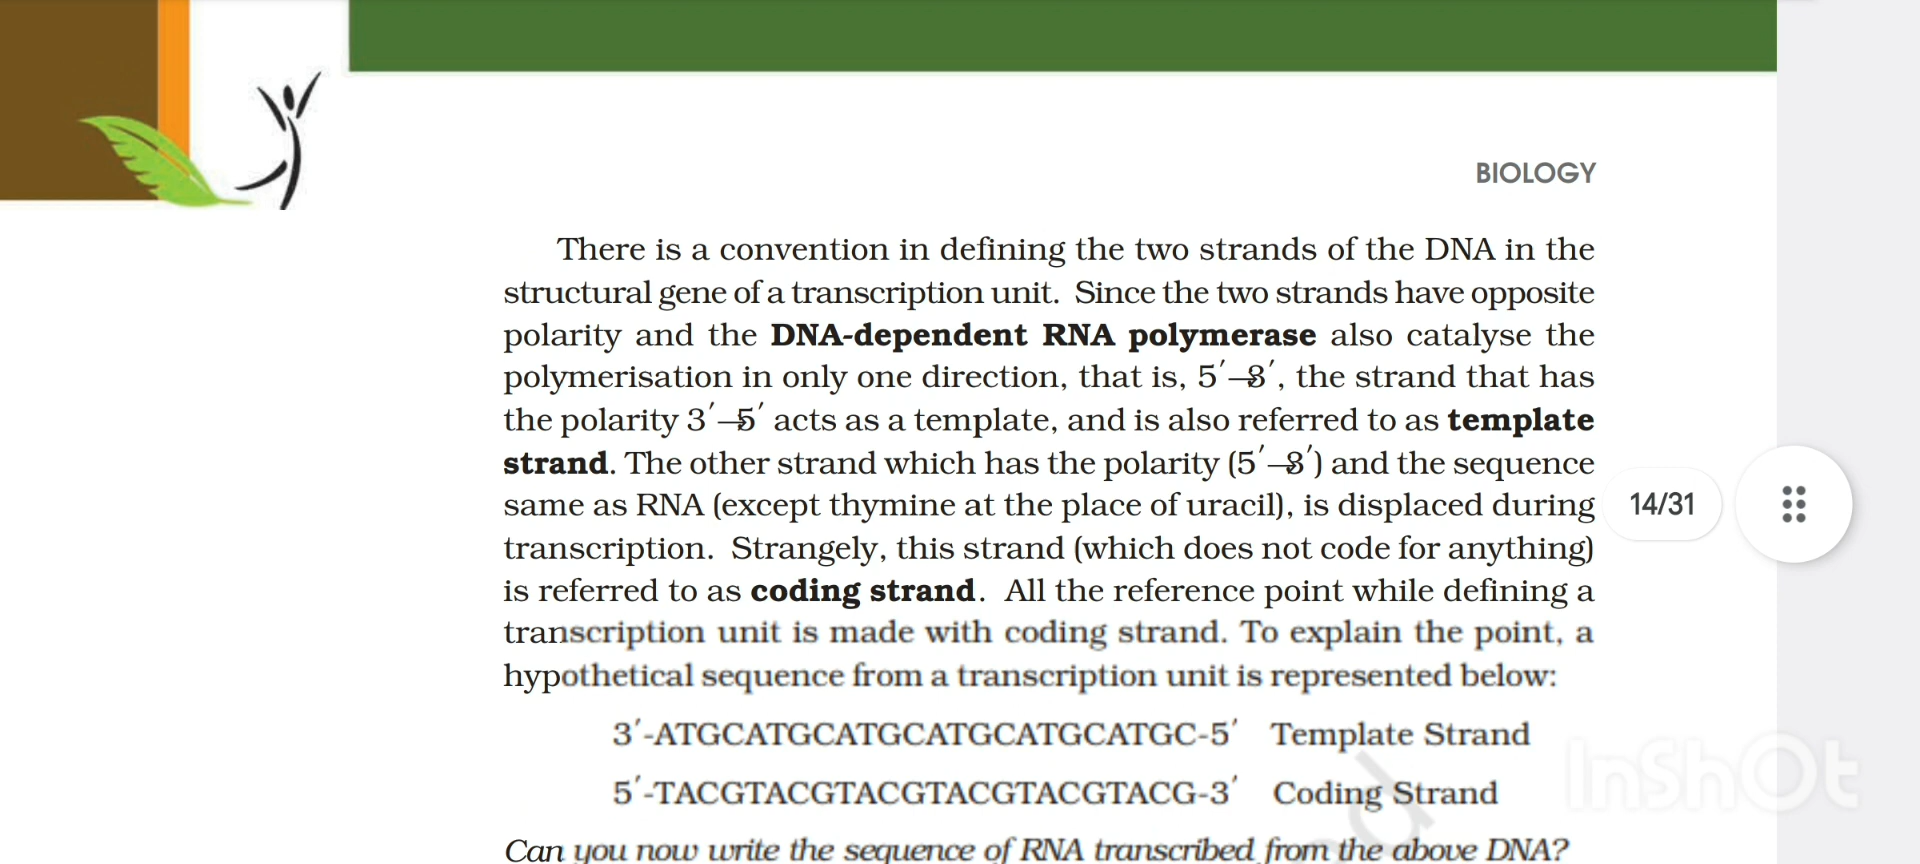 BIOLOGY
There is a convention in defining the two strands of the DNA in the
structural gene of a transcription unit. Since the two strands have opposite
polarity and the DNA-dependent RNA polymerase also catalyse the
polymerisation in only one direction, that is, 5′→3′, the strand that has
the polarity 3′→5′ acts as a template, and is also referred to as template
strand. The other strand which has the polarity (5′→3′) and the sequence
same as RNA (except thymine at the place of uracil), is displaced during
transcription. Strangely, this strand (which does not code for anything)
is referred to as coding strand. All the reference point while defining a
transcription unit is made with coding strand. To explain the point, a
hypothetical sequence from a transcription unit is represented below:
3′-ATGCATGCATGCATGCATGCATGC-5′ Template Strand
5′-TACGTACGTACGTACGTACGTACG-3′ Coding Strand
Can you now write the sequence of RNA transcribed from the above DNA?
14/31
InShOt